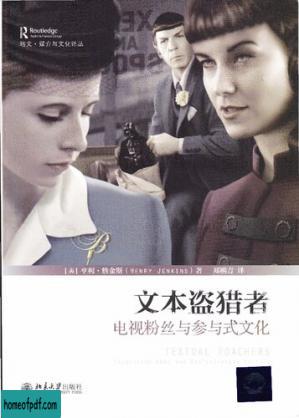 Routledge
培文·媒介与文化译丛
[美] 亨利·詹金斯 (HENRY JENKINS) 著
郑熙青 译
文本盗猎者
电视粉丝与参与式文化
TEXTUAL POACHERS
北京大学出版社
homeofpdf.com